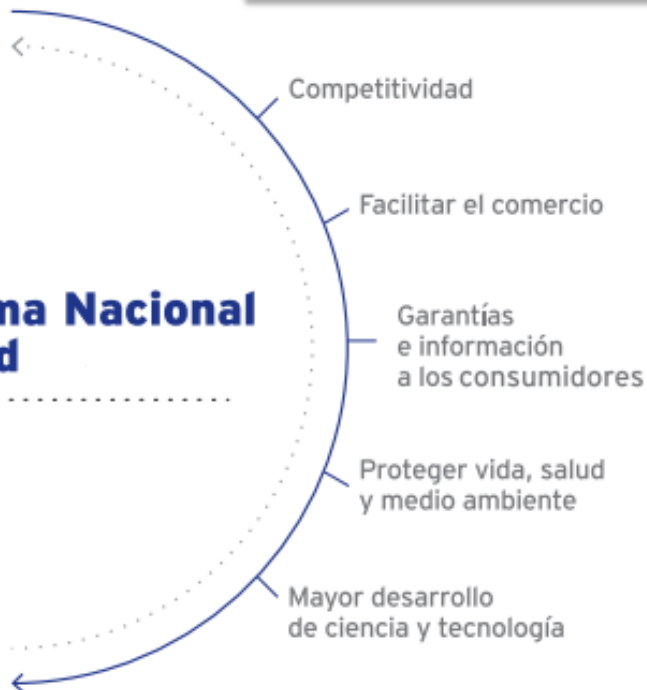 Competitividad
Facilitar el comercio
ma Nacional
d
Garantías
e información
a los consumidores
Proteger vida, salud
y medio ambiente
Mayor desarrollo
de ciencia y tecnología